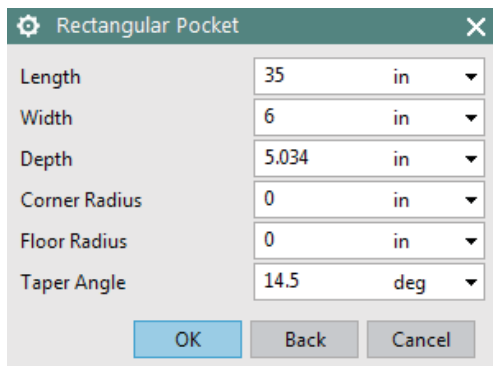 Rectangular Pocket
Length 35 in
Width 6 in
Depth 5.034 in
Corner Radius 0 in
Floor Radius 0 in
Taper Angle 14.5 deg
OK Back Cancel